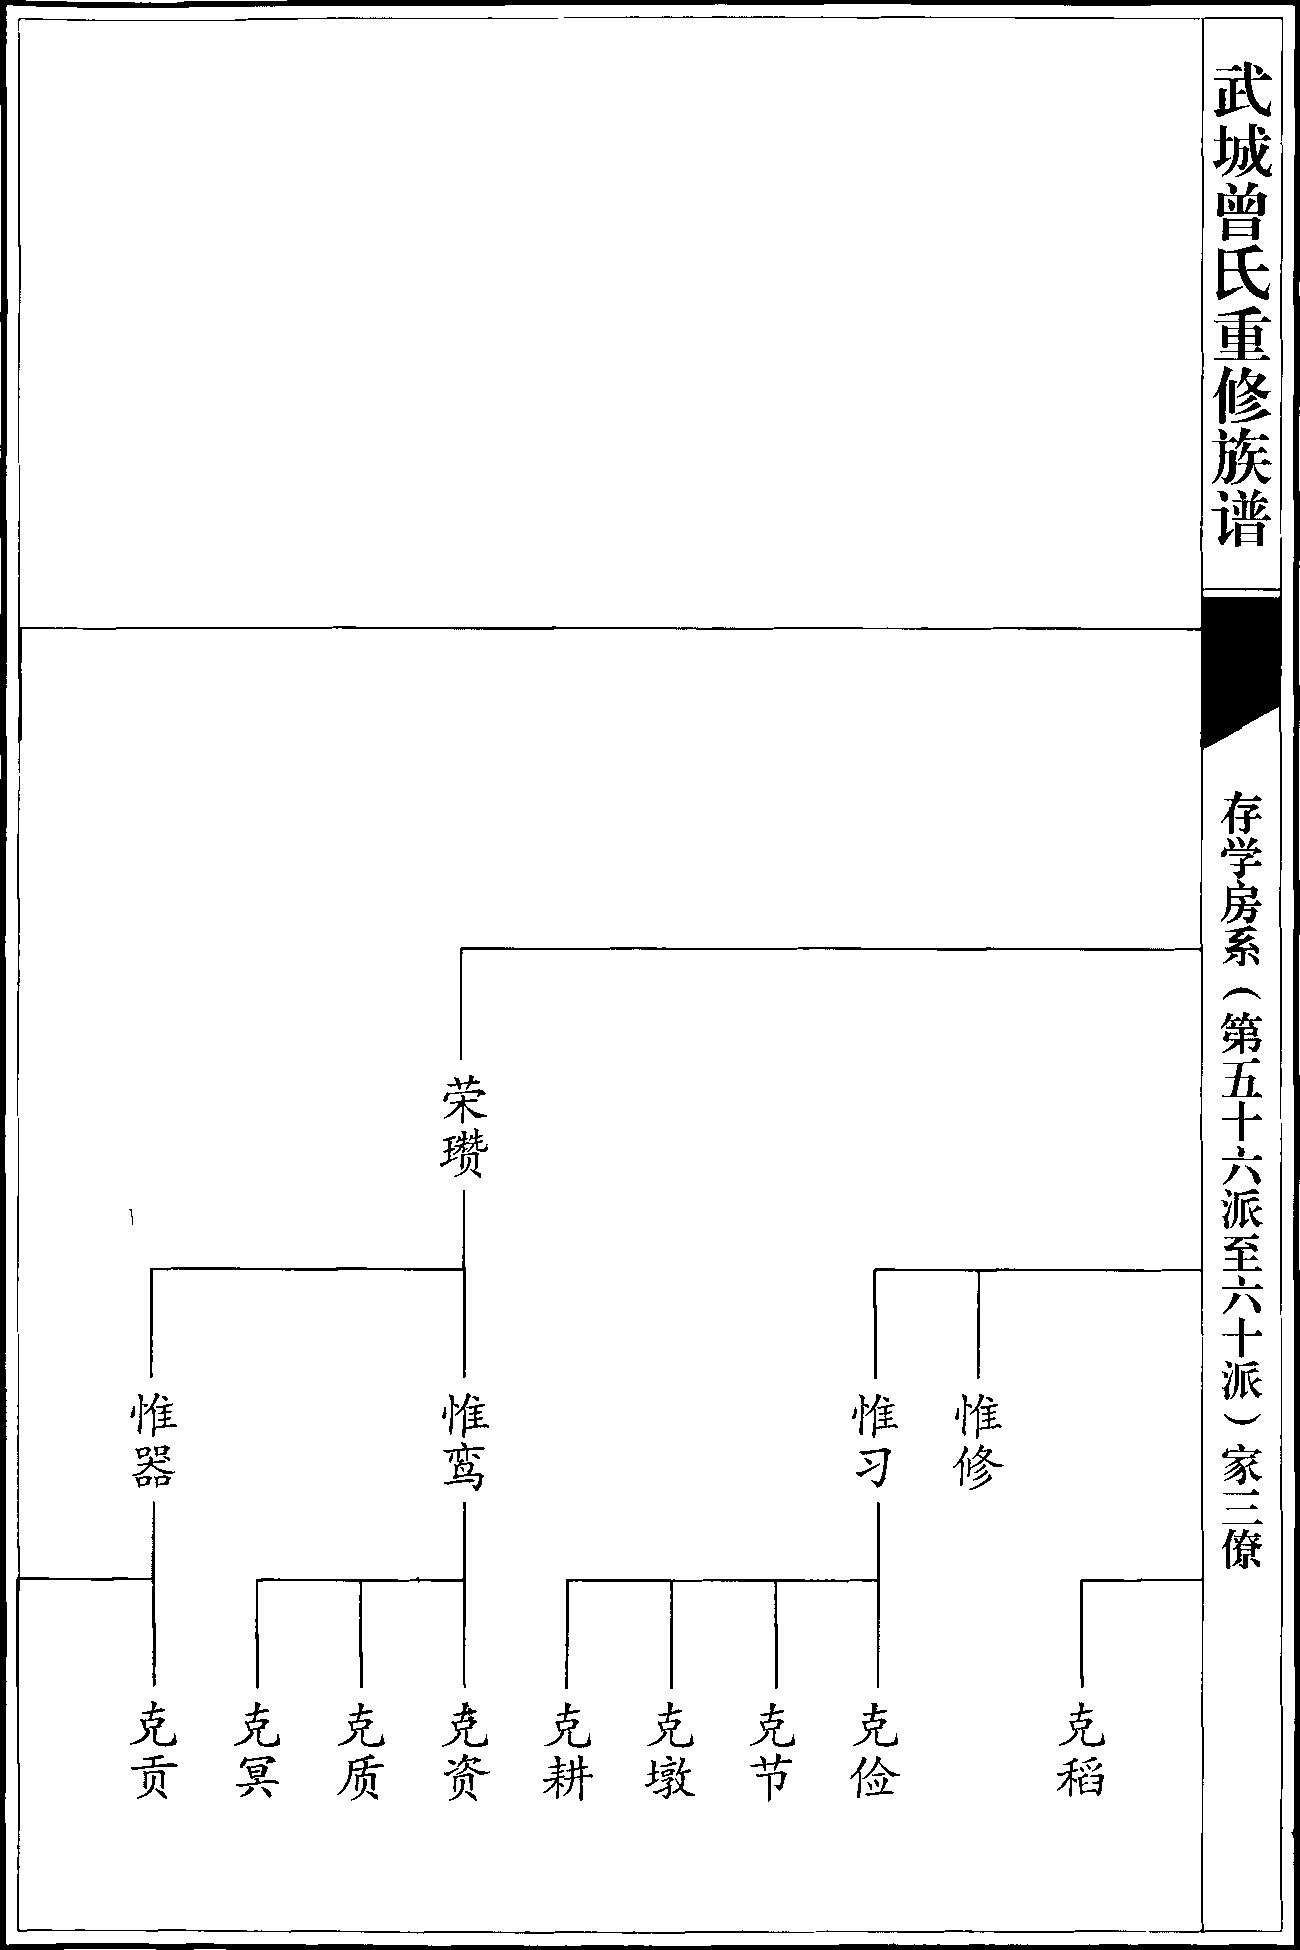 武城曾氏重修族谱
存学房系（第五十六派至六十派）家三僚
荣瓒
惟修
惟习
惟鸾
惟器
克稻
克俭
克节
克墩
克耕
克资
克质
克冥
克贡